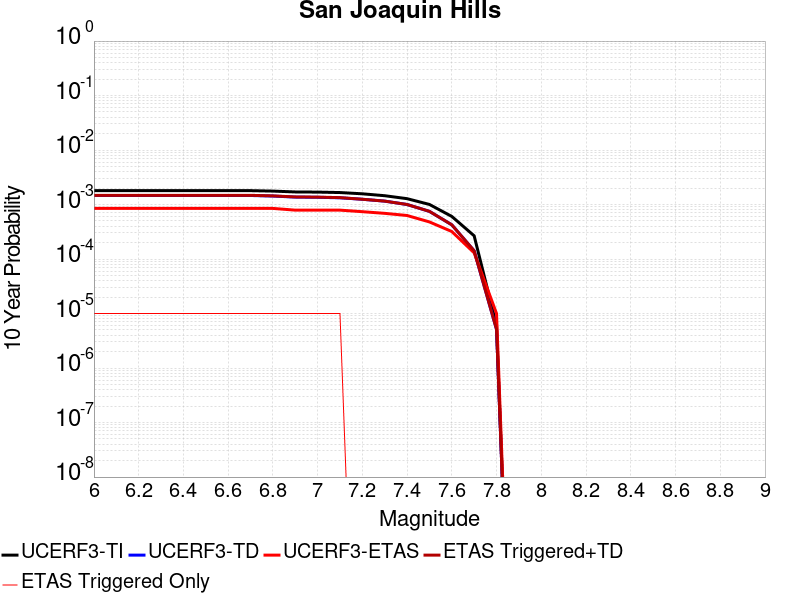 San Joaquin Hills
10 Year Probability
10^0
10^-1
10^-2
10^-3
10^-4
10^-5
10^-6
10^-7
10^-8
6 6.2 6.4 6.6 6.8 7 7.2 7.4 7.6 7.8 8 8.2 8.4 8.6 8.8 9
Magnitude
UCERF3-TI UCERF3-TD UCERF3-ETAS ETAS Triggered+TD
ETAS Triggered Only